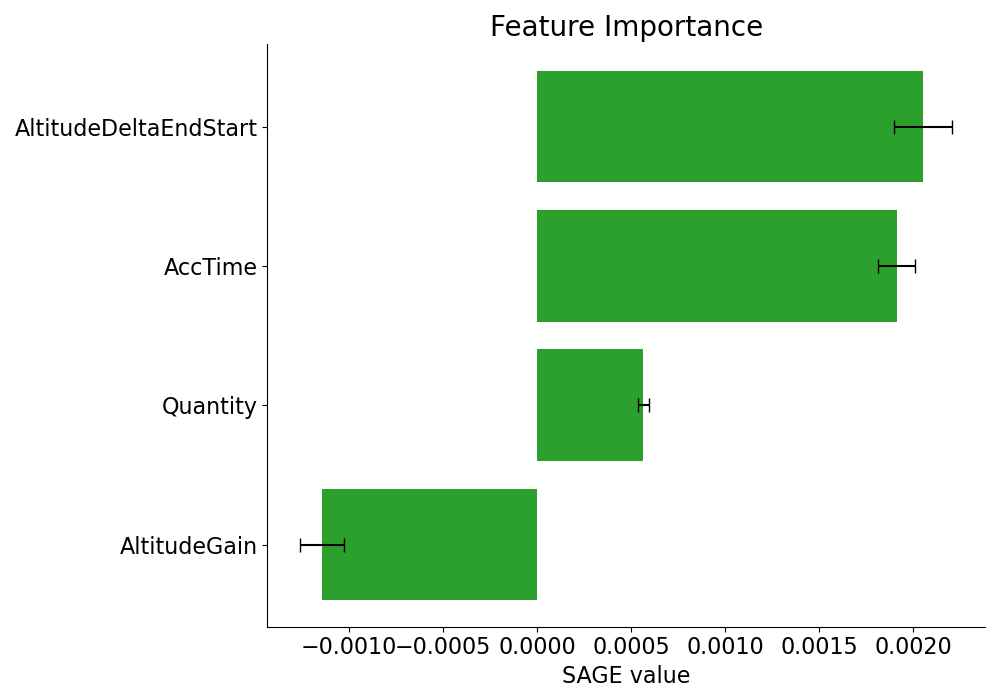 Feature Importance
AltitudeDeltaEndStart
AccTime
Quantity
AltitudeGain
−0.0010 −0.0005 0.0000 0.0005 0.0010 0.0015 0.0020
SAGE value